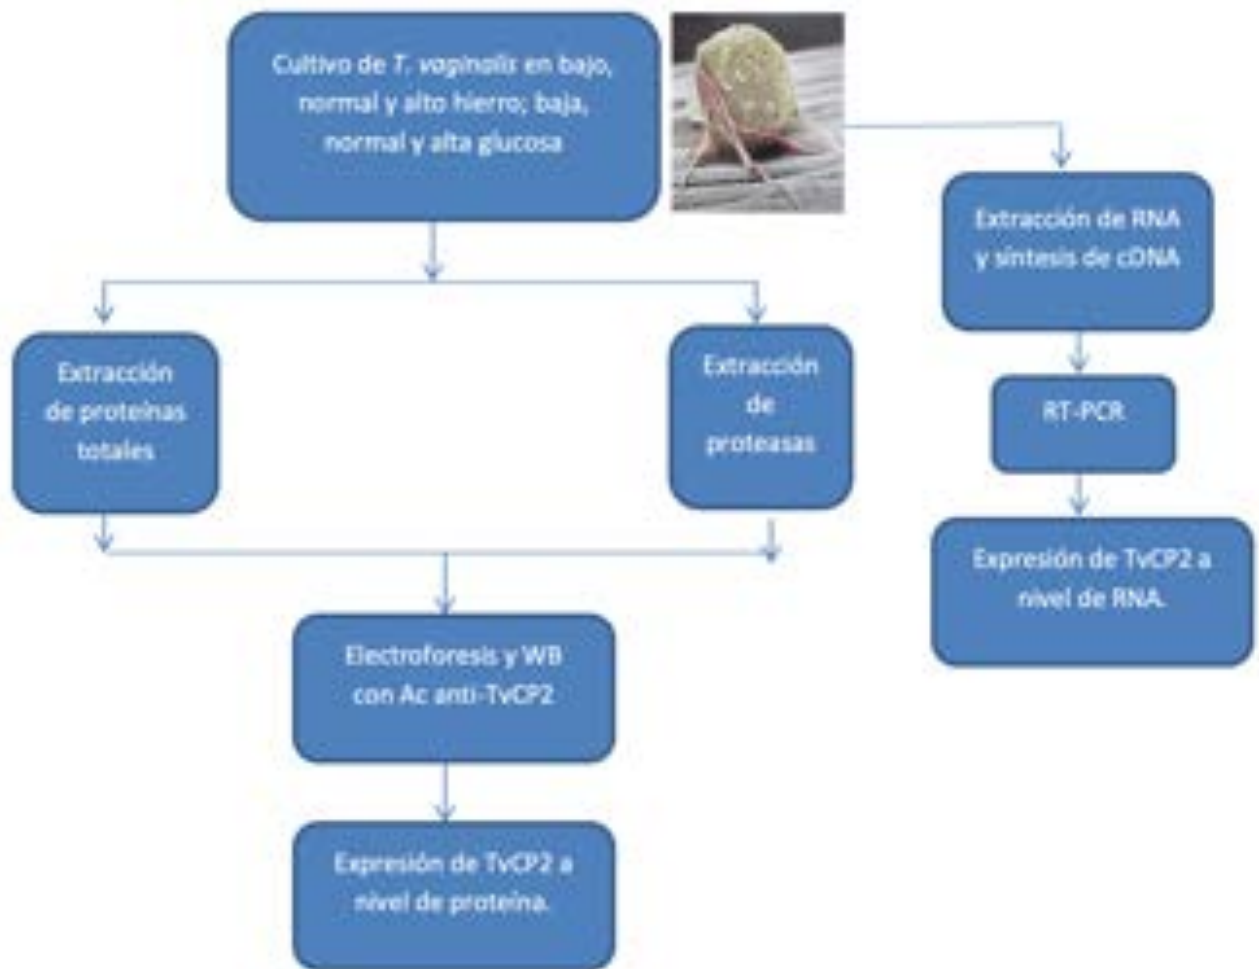 Cultivo de T. vaginalis en bajo,
normal y alto hierro; baja,
normal y alta glucosa
Extracción de RNA
y síntesis de cDNA
Extracción
de proteínas
totales
Extracción
de
proteasas
RT-PCR
Expresión de TvCP2 a
nivel de RNA.
Electroforesis y WB
con Ac anti-TvCP2
Expresión de TvCP2 a
nivel de proteína.